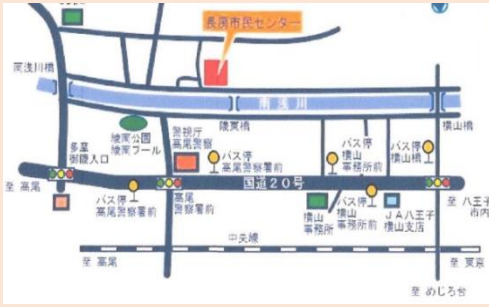 長房市民センター
南浅川橋
南浅川
陵東橋
横山橋
多摩
御陵入口
陵南公園
陵南プール
警視庁
高尾警察
バス停
高尾警察署前
バス停
横山
事務所前
バス停
横山橋
至 高尾
国道20号
バス停
高尾警察署前
高尾
警察署前
横山
事務所
バス停
横山
事務所前
JA八王子
横山支店
至 八王子
市内
中央線
至 高尾
至 東京
至 めじろ台